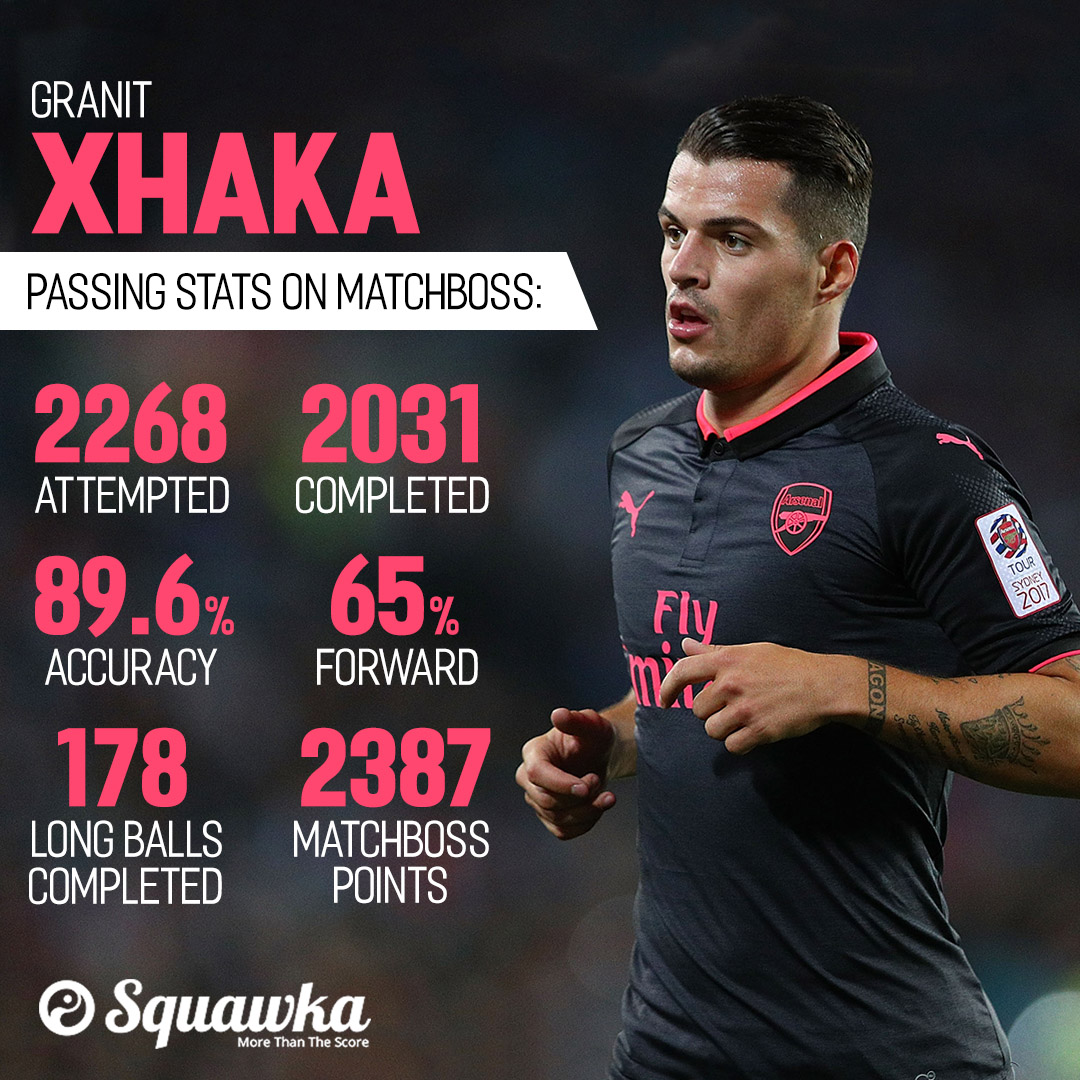 GRANIT
XHAKA
PASSING STATS ON MATCHBOSS:
2268 2031
ATTEMPTED COMPLETED
89.6% 65%
ACCURACY FORWARD
178 2387
LONG BALLS MATCHBOSS
COMPLETED POINTS
Squawka
More Than The Score
Arsenal
TOUR
SYDNEY
2017
Fly
AGON